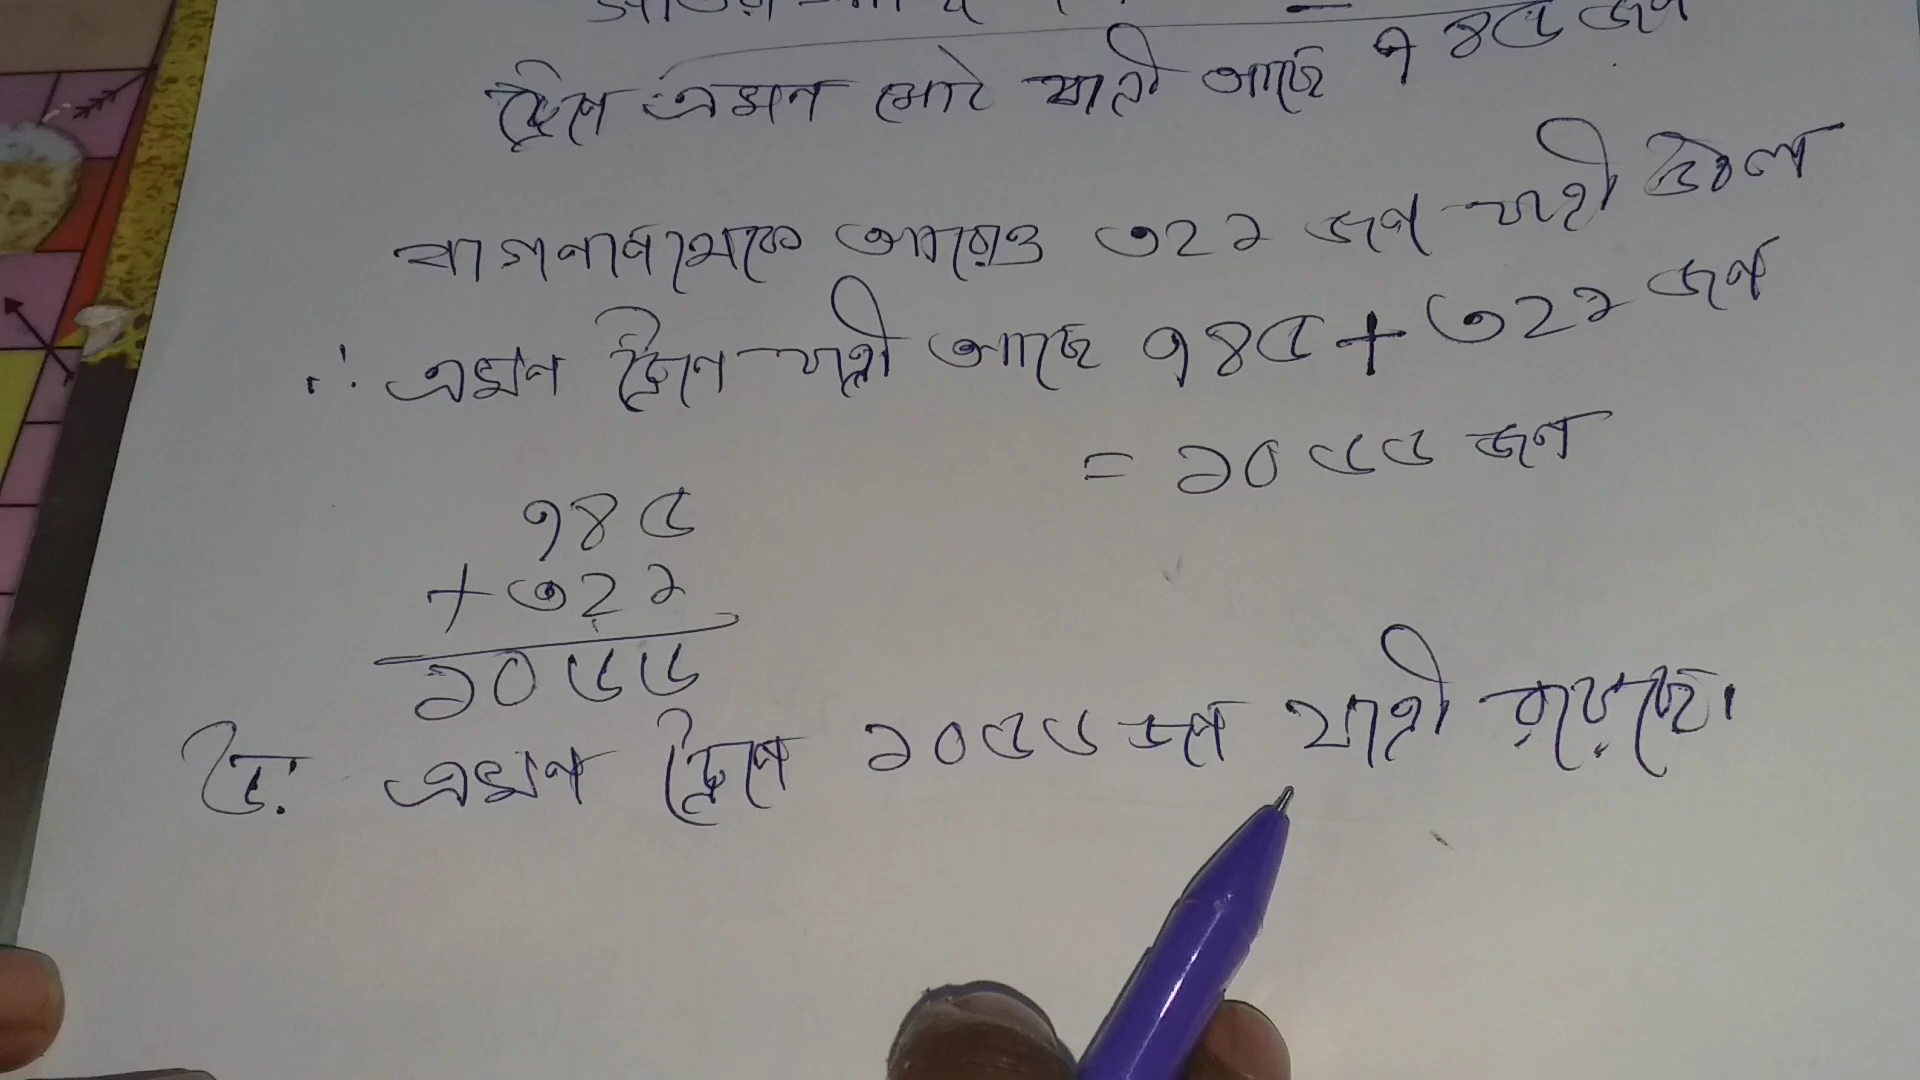 ট্রেনে এখন মোট যাত্রী আছে ৭৪৫ জন
বাগনান থেকে আরও ৩২১ জন যাত্রী উঠল
∴ এখন ট্রেনে যাত্রী আছে ৭৪৫ + ৩২১ জন
= ১০৬৬ জন
৭৪৫
+ ৩২১
১০৬৬
উ: এখন ট্রেনে ১০৬৬ জন যাত্রী রয়েছে।